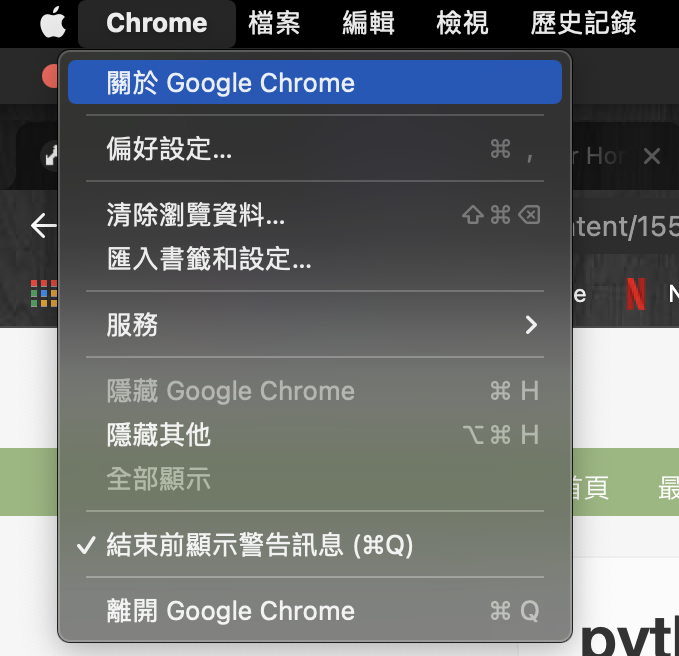 Chrome 檔案 編輯 檢視 歷史記錄
關於 Google Chrome
偏好設定... ⌘ ,
清除瀏覽資料... ⇧⌘⌫
匯入書籤和設定...
服務
隱藏 Google Chrome ⌘ H
隱藏其他 ⌥⌘ H
全部顯示
✓ 結束前顯示警告訊息 (⌘Q)
離開 Google Chrome ⌘ Q
r Hor
ntent/155
e N
首頁 最
pyth